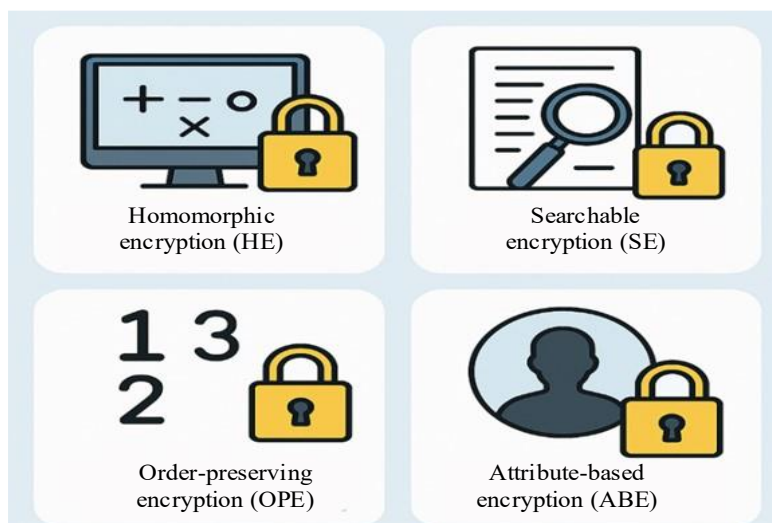 + − o
×
Homomorphic
encryption (HE)
Searchable
encryption (SE)
1 3
2
Order-preserving
encryption (OPE)
Attribute-based
encryption (ABE)